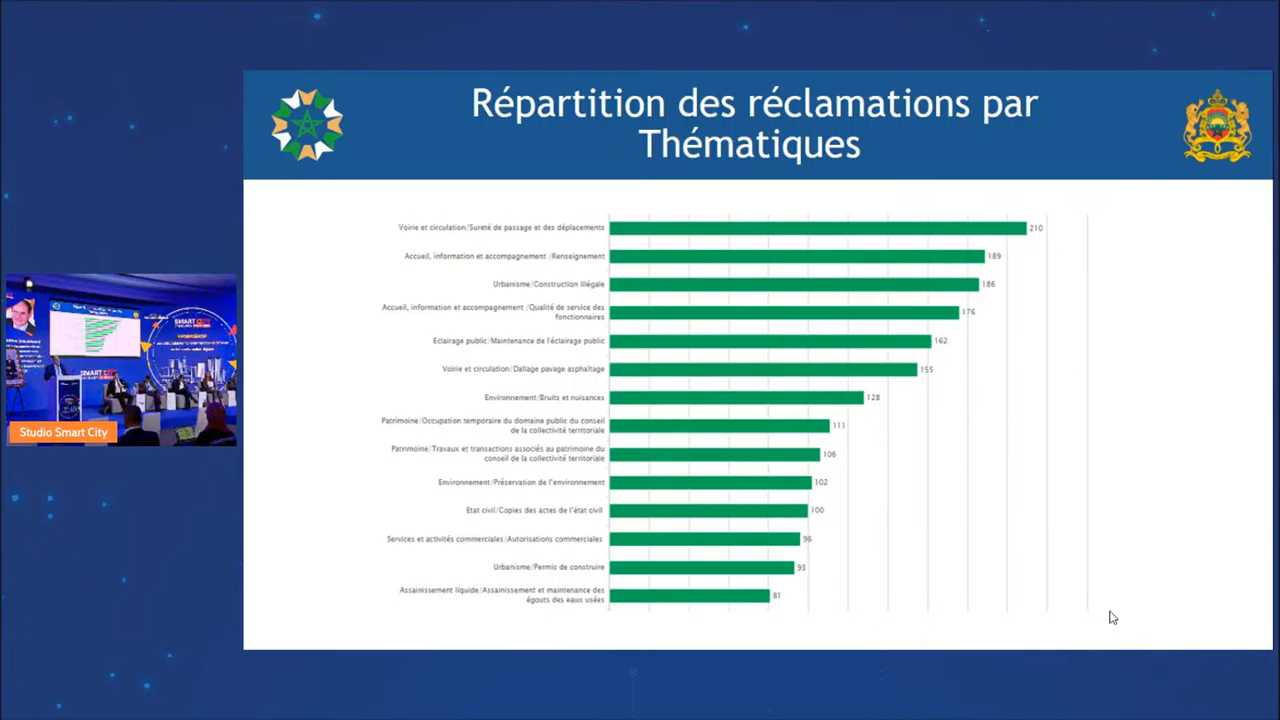 Répartition des réclamations par
Thématiques
Voirie et circulation/Sureté de passage et des déplacements
210
Accueil, information et accompagnement /Renseignement
189
Urbanisme/Construction illégale
186
Accueil, information et accompagnement /Qualité de service des
fonctionnaires
176
Eclairage public/Maintenance de l'éclairage public
162
Voirie et circulation/Dallage pavage asphaltage
155
Environnement/Bruits et nuisances
128
Patrimoine/Occupation temporaire du domaine public du conseil
de la collectivité territoriale
111
Patrimoine/Travaux et transactions associés au patrimoine du
conseil de la collectivité territoriale
106
Environnement/Préservation de l'environnement
102
Etat civil/Copies des actes de l'état civil
100
Services et activités commerciales/Autorisations commerciales
96
Urbanisme/Permis de construire
93
Assainissement liquide/Assainissement et maintenance des
égouts des eaux usées
81
SMART CITY
WORKSHOP
SMART CITY
Studio Smart City